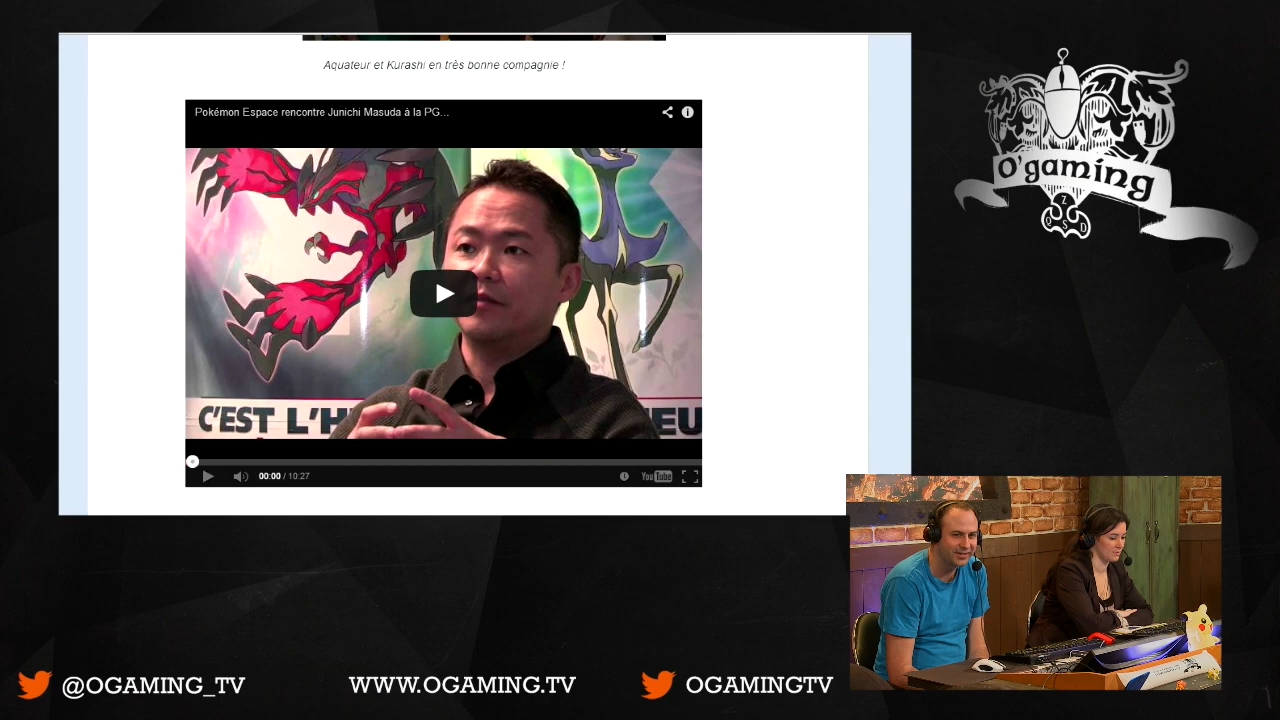 Aquateur et Kurashi en très bonne compagnie !
Pokémon Espace rencontre Junichi Masuda à la PG...
C'EST L'H
EU
00:00 / 10:27
YouTube
O'gaming
Z
O S D
@OGAMING_TV
WWW.OGAMING.TV
OGAMINGTV